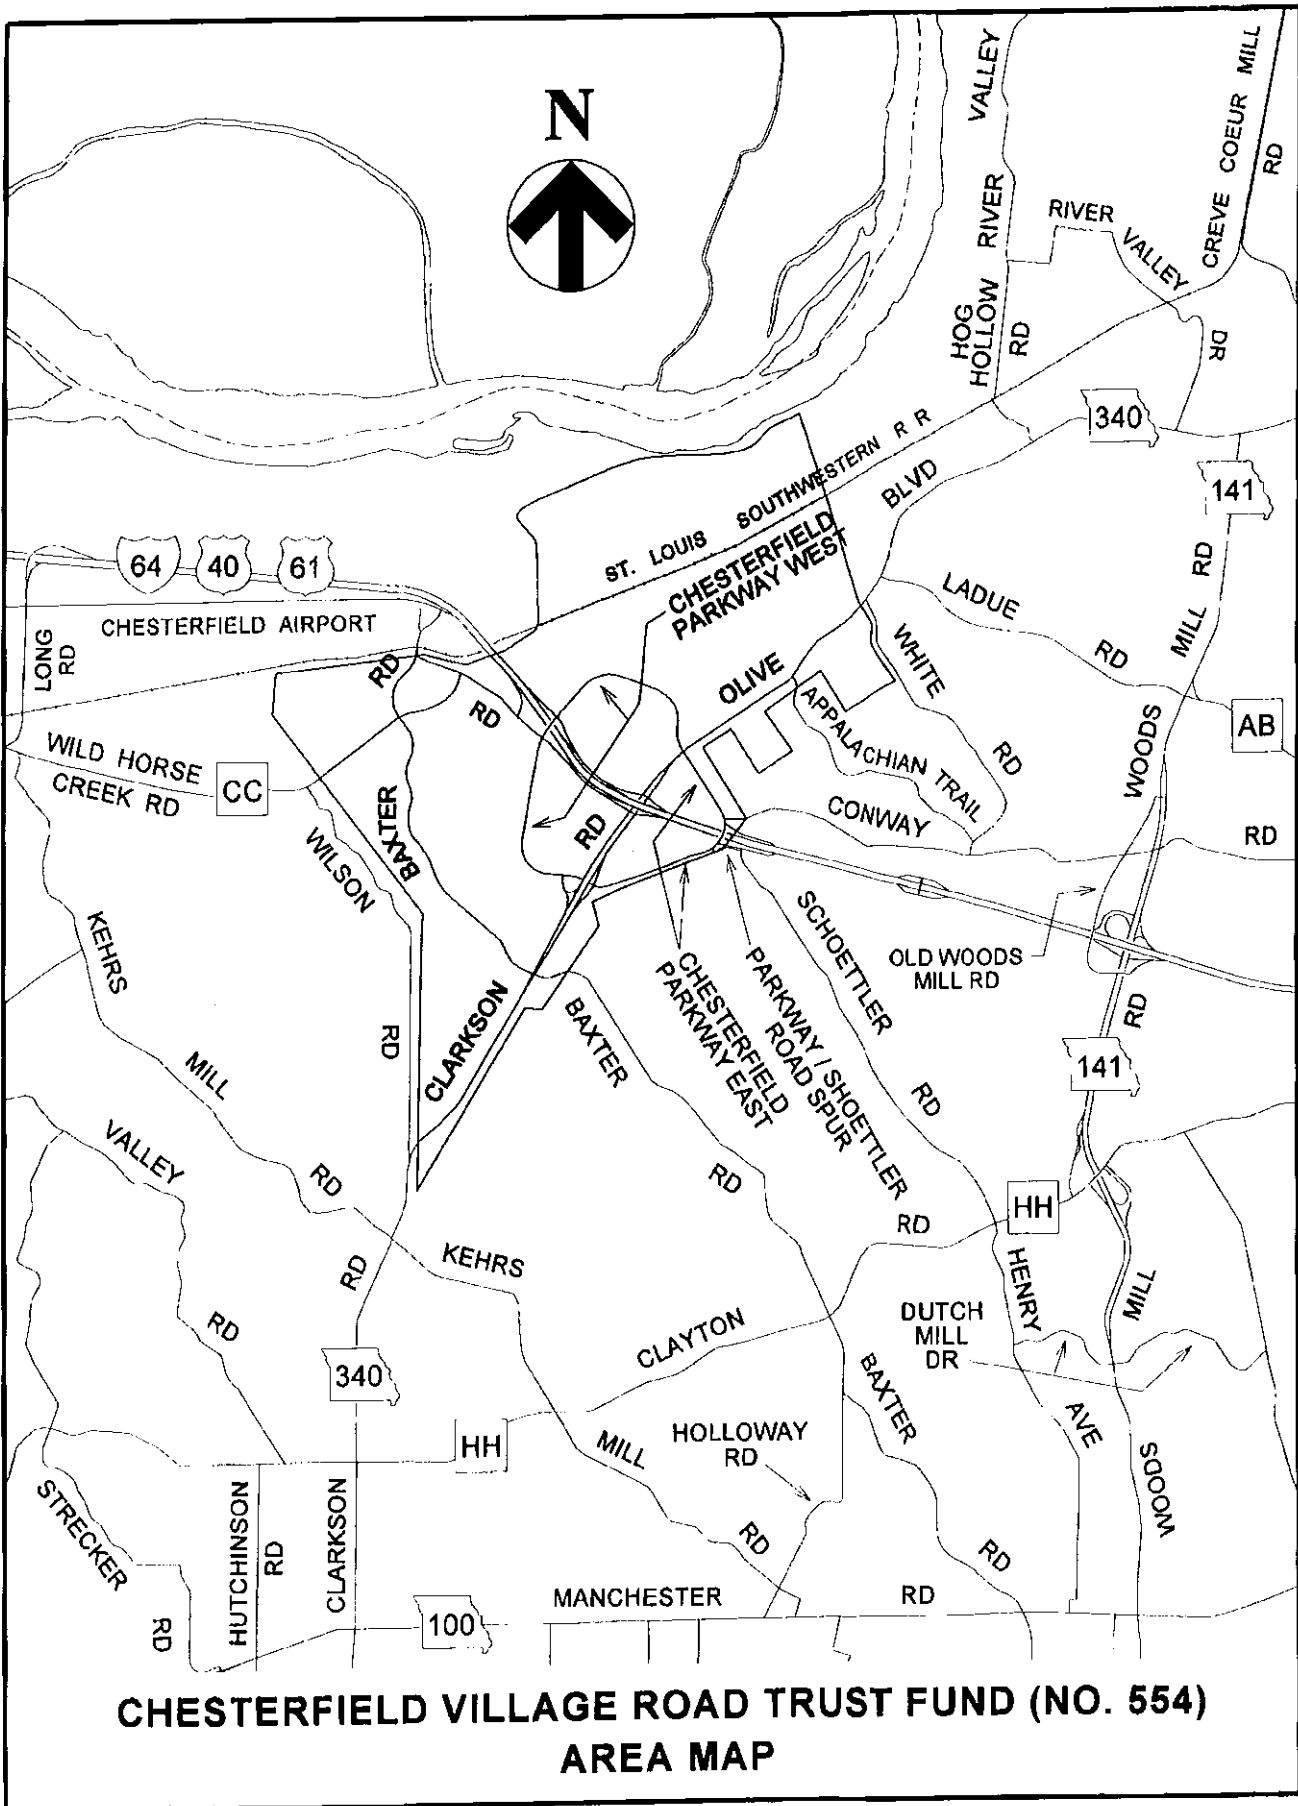 N
VALLEY
RIVER
HOG
HOLLOW
RD
RIVER
VALLEY
DR
CREVE COEUR MILL
RD
340
141
ST. LOUIS SOUTHWESTERN R R
BLVD
OLIVE
CHESTERFIELD
PARKWAY WEST
64
40
61
CHESTERFIELD AIRPORT
RD
LONG
RD
RD
WILD HORSE
CREEK RD
CC
LADUE
RD
MILL RD
WOODS
AB
WHITE
RD
APPALACHIAN TRAIL
CONWAY
RD
BAXTER
WILSON
RD
RD
CLARKSON
KEHRS
MILL
RD
VALLEY
RD
SCHOETTLER
RD
OLD WOODS
MILL RD
RD
141
CHESTERFIELD
PARKWAY EAST
PARKWAY / SHOETTLER
ROAD SPUR
BAXTER
RD
RD
HH
HENRY
AVE
MILL
WOODS
DUTCH
MILL
DR
KEHRS
MILL
RD
CLAYTON
RD
340
HH
HOLLOWAY
RD
BAXTER
RD
STRECKER
RD
HUTCHINSON
RD
CLARKSON
100
MANCHESTER
RD
CHESTERFIELD VILLAGE ROAD TRUST FUND (NO. 554)
AREA MAP